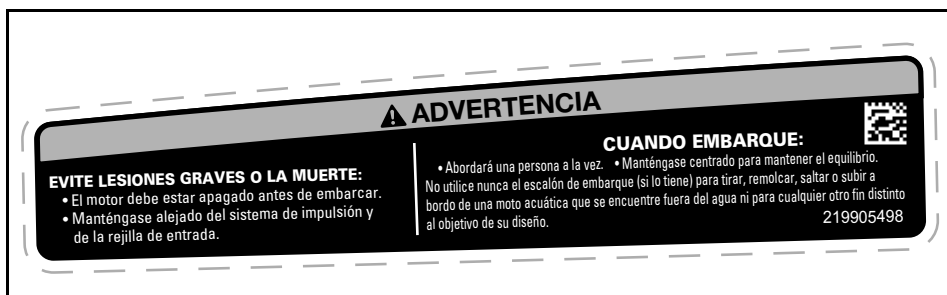 ADVERTENCIA
EVITE LESIONES GRAVES O LA MUERTE:
• El motor debe estar apagado antes de embarcar.
• Manténgase alejado del sistema de impulsión y
de la rejilla de entrada.
CUANDO EMBARQUE:
• Abordará una persona a la vez. • Manténgase centrado para mantener el equilibrio.
No utilice nunca el escalón de embarque (si lo tiene) para tirar, remolcar, saltar o subir a
bordo de una moto acuática que se encuentre fuera del agua ni para cualquier otro fin distinto
al objetivo de su diseño.
219905498